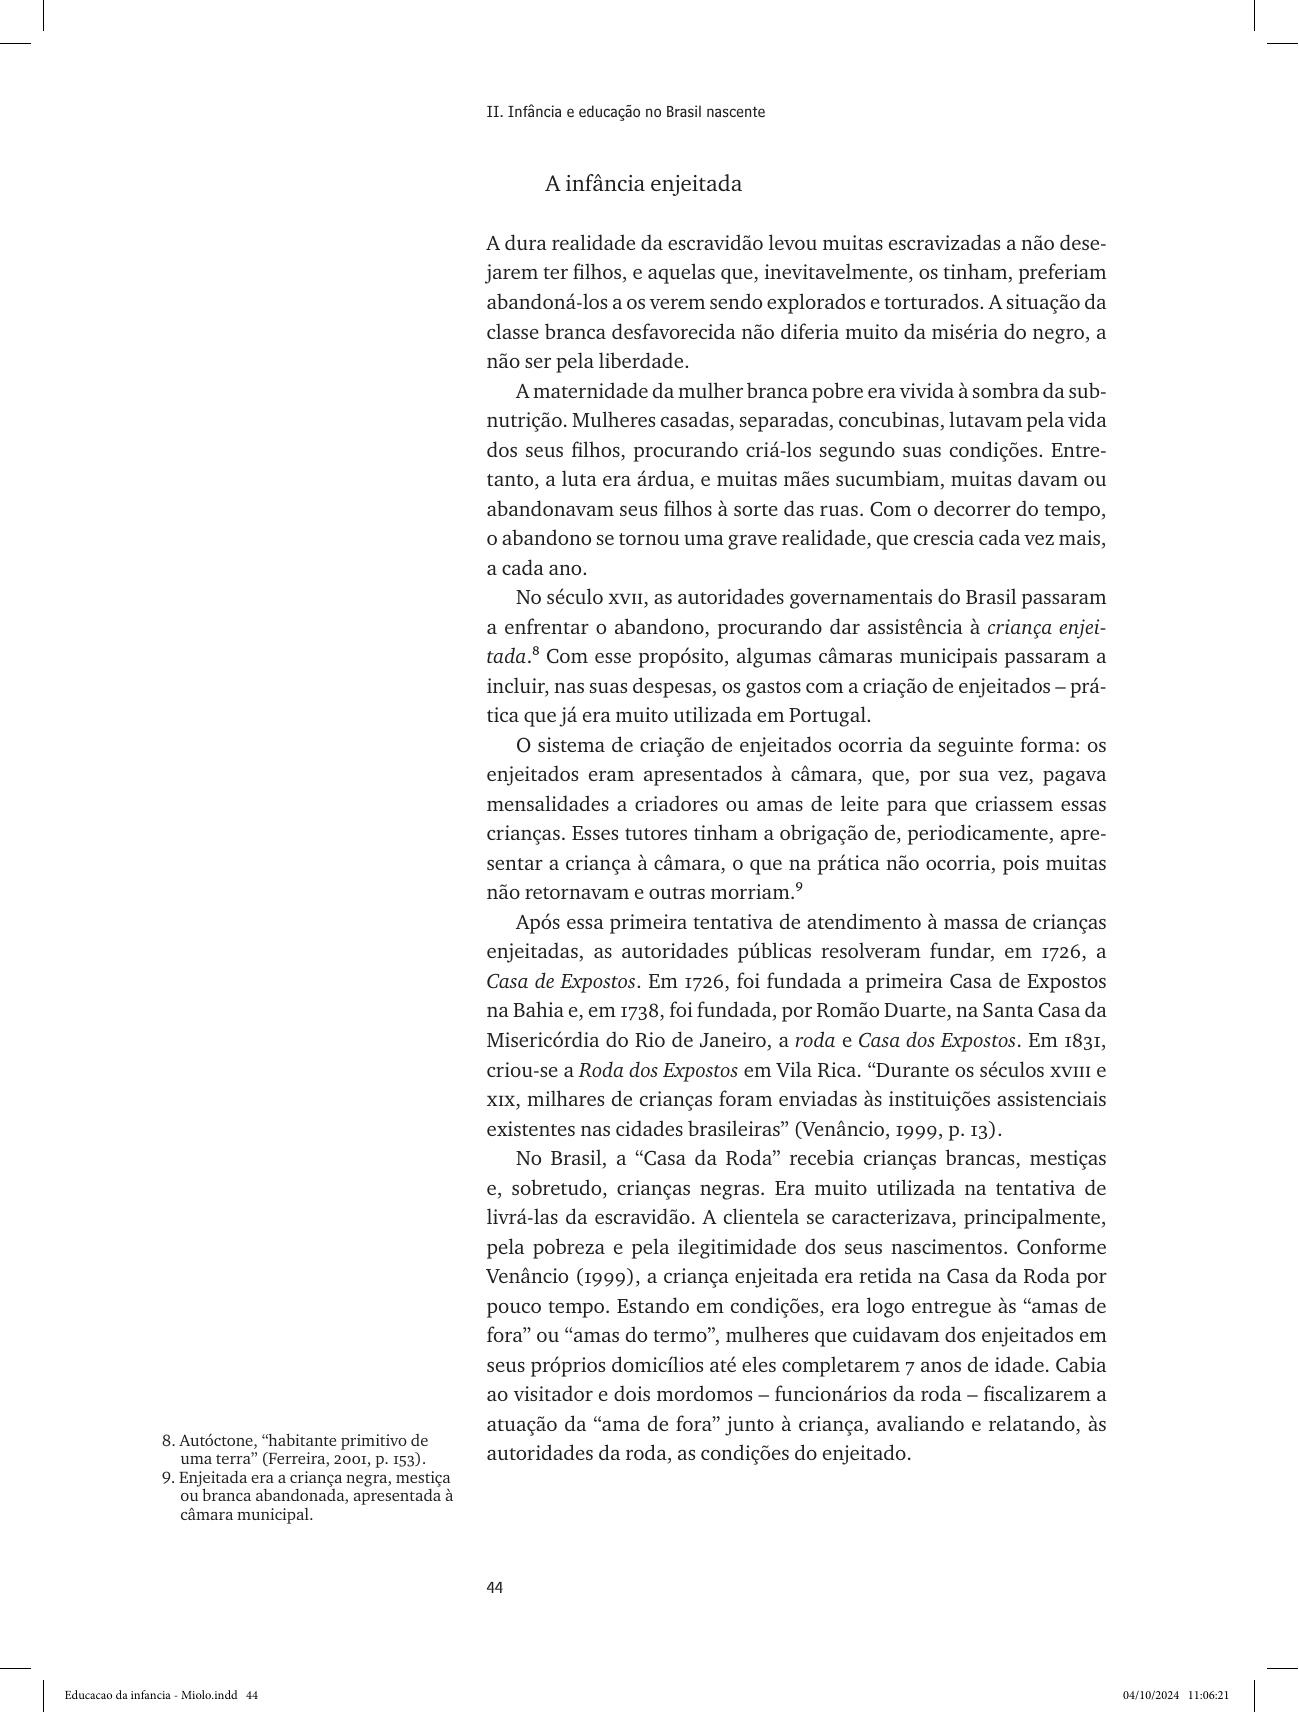 II. Infância e educação no Brasil nascente
A infância enjeitada
A dura realidade da escravidão levou muitas escravizadas a não dese-
jarem ter filhos, e aquelas que, inevitavelmente, os tinham, preferiam
abandoná-los a os verem sendo explorados e torturados. A situação da
classe branca desfavorecida não diferia muito da miséria do negro, a
não ser pela liberdade.
A maternidade da mulher branca pobre era vivida à sombra da sub-
nutrição. Mulheres casadas, separadas, concubinas, lutavam pela vida
dos seus filhos, procurando criá-los segundo suas condições. Entre-
tanto, a luta era árdua, e muitas mães sucumbiam, muitas davam ou
abandonavam seus filhos à sorte das ruas. Com o decorrer do tempo,
o abandono se tornou uma grave realidade, que crescia cada vez mais,
a cada ano.
No século XVII, as autoridades governamentais do Brasil passaram
a enfrentar o abandono, procurando dar assistência à criança enjei-
tada.⁸ Com esse propósito, algumas câmaras municipais passaram a
incluir, nas suas despesas, os gastos com a criação de enjeitados – prá-
tica que já era muito utilizada em Portugal.
O sistema de criação de enjeitados ocorria da seguinte forma: os
enjeitados eram apresentados à câmara, que, por sua vez, pagava
mensalidades a criadores ou amas de leite para que criassem essas
crianças. Esses tutores tinham a obrigação de, periodicamente, apre-
sentar a criança à câmara, o que na prática não ocorria, pois muitas
não retornavam e outras morriam.⁹
Após essa primeira tentativa de atendimento à massa de crianças
enjeitadas, as autoridades públicas resolveram fundar, em 1726, a
Casa de Expostos. Em 1726, foi fundada a primeira Casa de Expostos
na Bahia e, em 1738, foi fundada, por Romão Duarte, na Santa Casa da
Misericórdia do Rio de Janeiro, a roda e Casa dos Expostos. Em 1831,
criou-se a Roda dos Expostos em Vila Rica. “Durante os séculos XVIII e
XIX, milhares de crianças foram enviadas às instituições assistenciais
existentes nas cidades brasileiras” (Venâncio, 1999, p. 13).
No Brasil, a “Casa da Roda” recebia crianças brancas, mestiças
e, sobretudo, crianças negras. Era muito utilizada na tentativa de
livrá-las da escravidão. A clientela se caracterizava, principalmente,
pela pobreza e pela ilegitimidade dos seus nascimentos. Conforme
Venâncio (1999), a criança enjeitada era retida na Casa da Roda por
pouco tempo. Estando em condições, era logo entregue às “amas de
fora” ou “amas do termo”, mulheres que cuidavam dos enjeitados em
seus próprios domicílios até eles completarem 7 anos de idade. Cabia
ao visitador e dois mordomos – funcionários da roda – fiscalizarem a
atuação da “ama de fora” junto à criança, avaliando e relatando, às
autoridades da roda, as condições do enjeitado.
8. Autóctone, “habitante primitivo de
uma terra” (Ferreira, 2001, p. 153).
9. Enjeitada era a criança negra, mestiça
ou branca abandonada, apresentada à
câmara municipal.
44
Educacao da infancia - Miolo.indd 44
04/10/2024 11:06:21